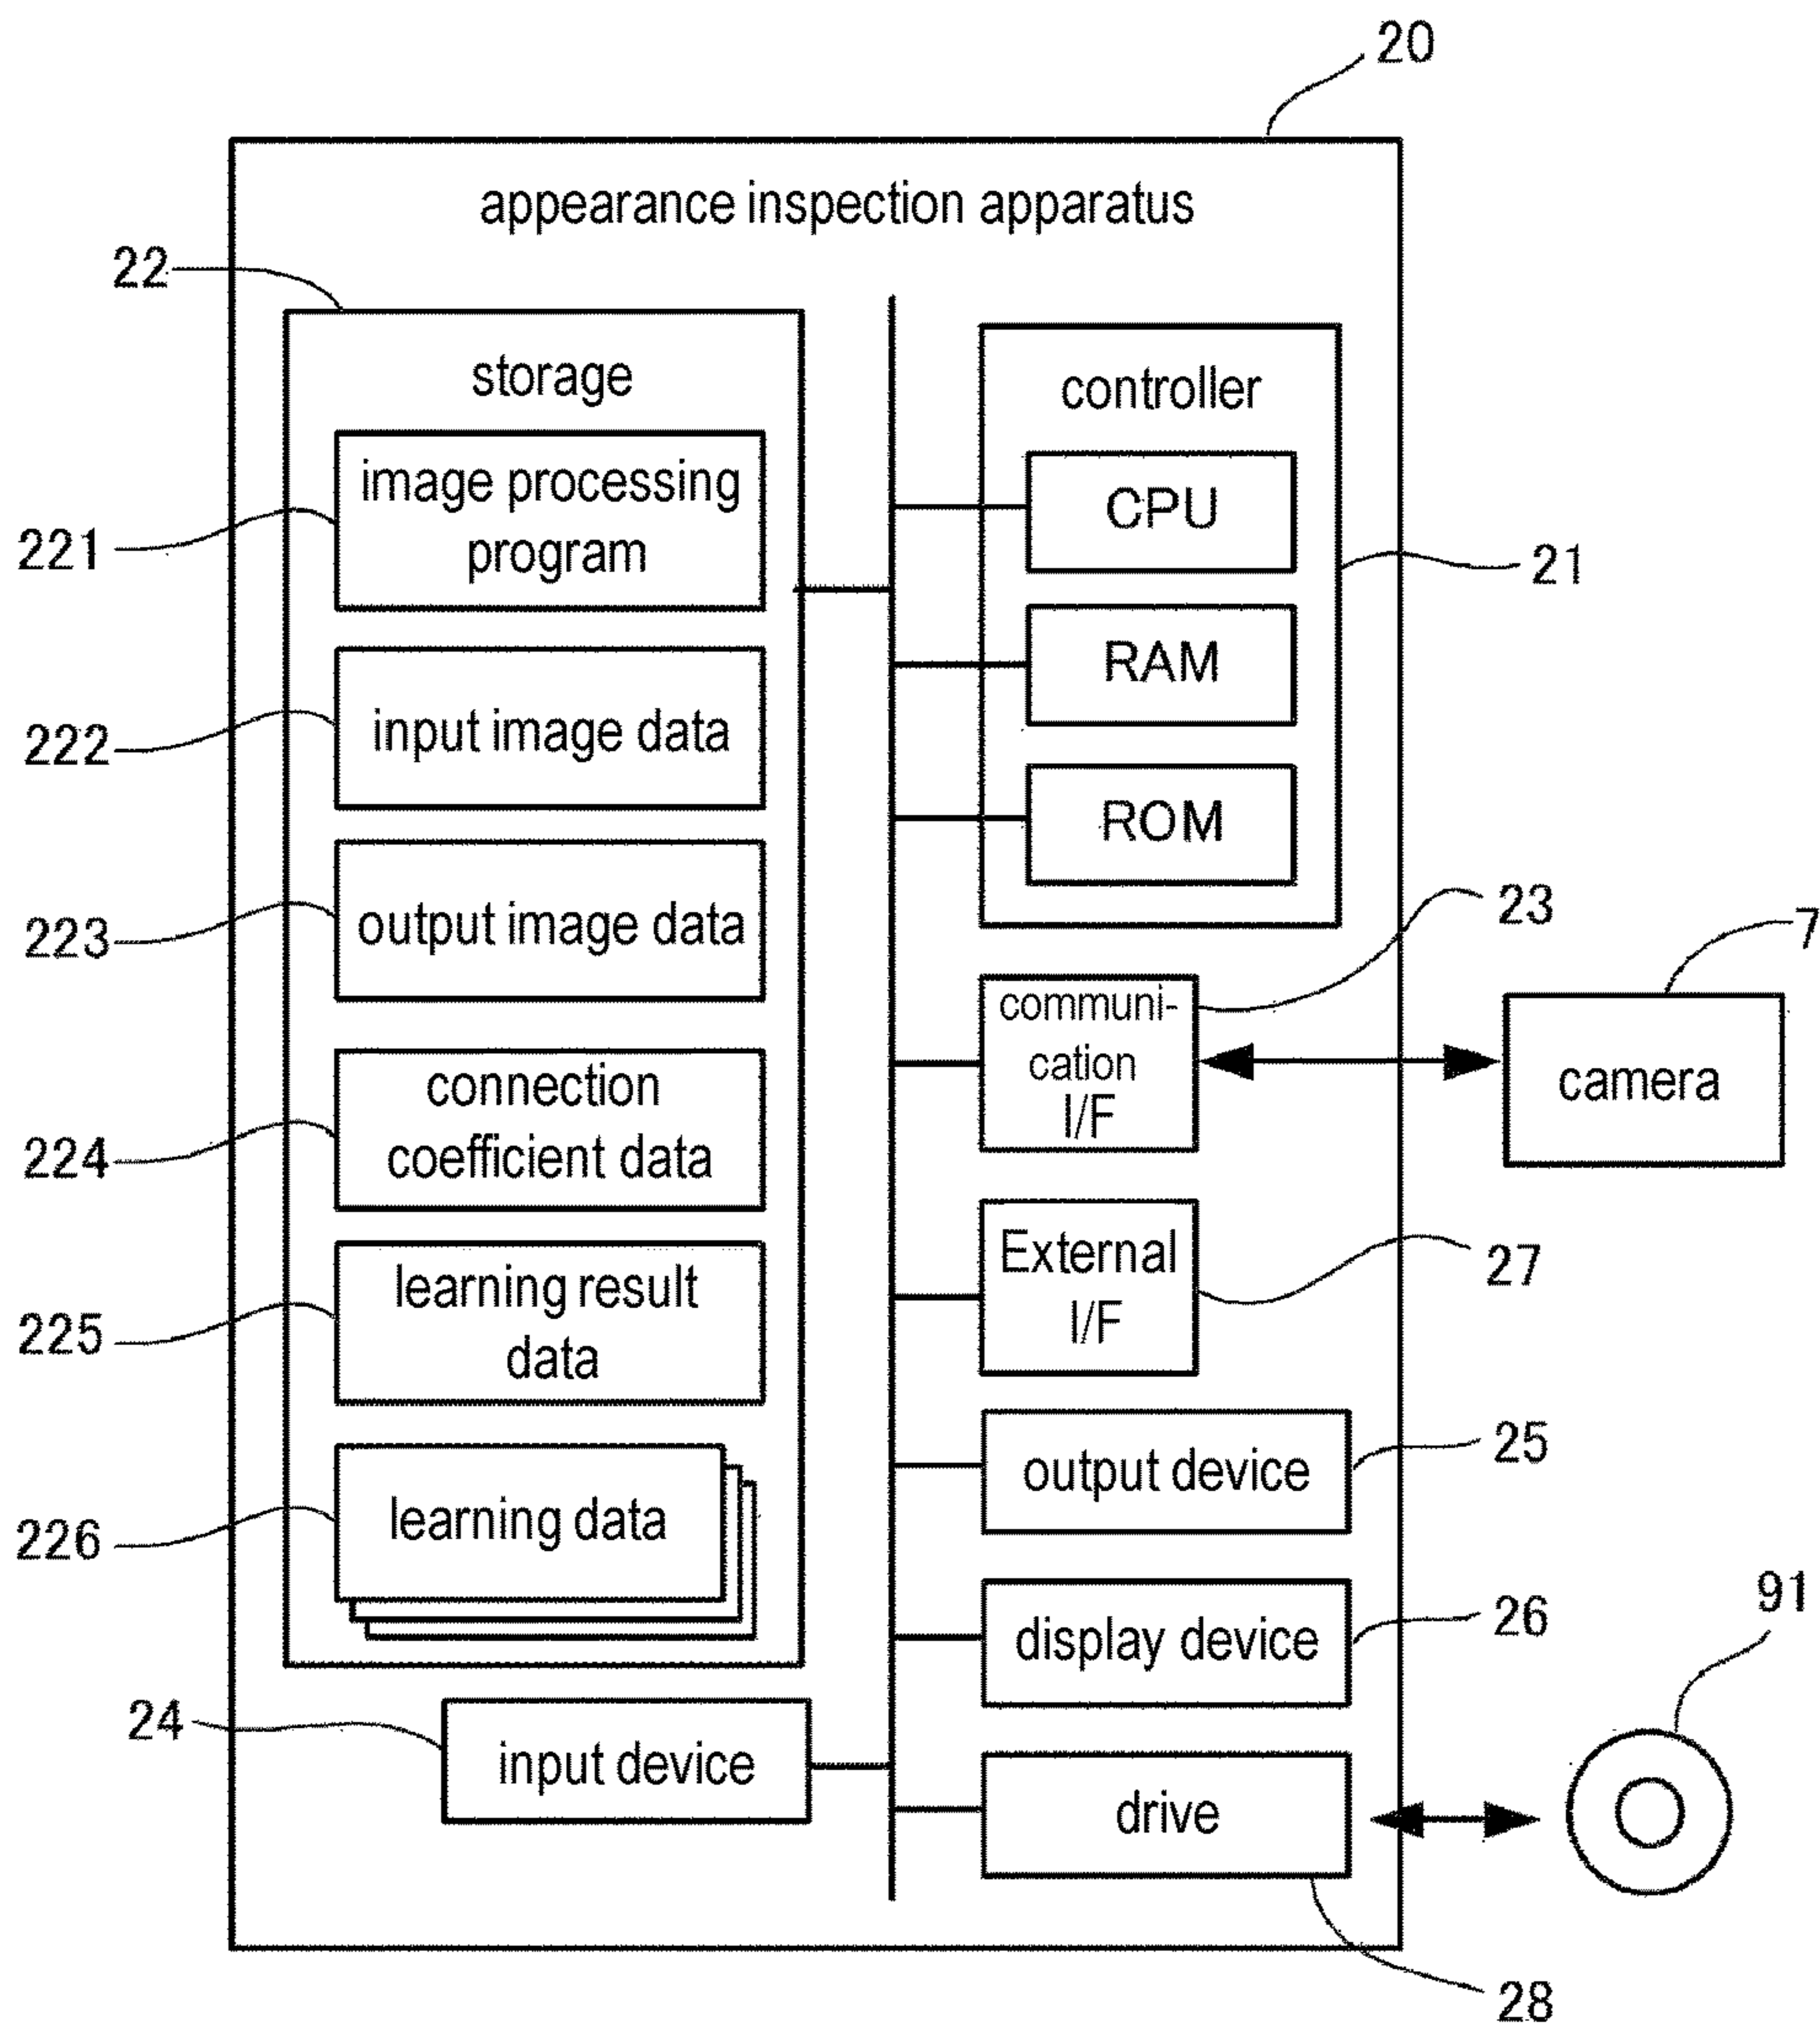 20
appearance inspection apparatus
22
storage
controller
image processing
program
221
CPU
21
RAM
222
input image data
ROM
223
output image data
23
7
communi-
cation
I/F
camera
connection
coefficient data
224
External
I/F
27
learning result
data
225
output device
25
learning data
226
display device
26
91
24
input device
drive
28